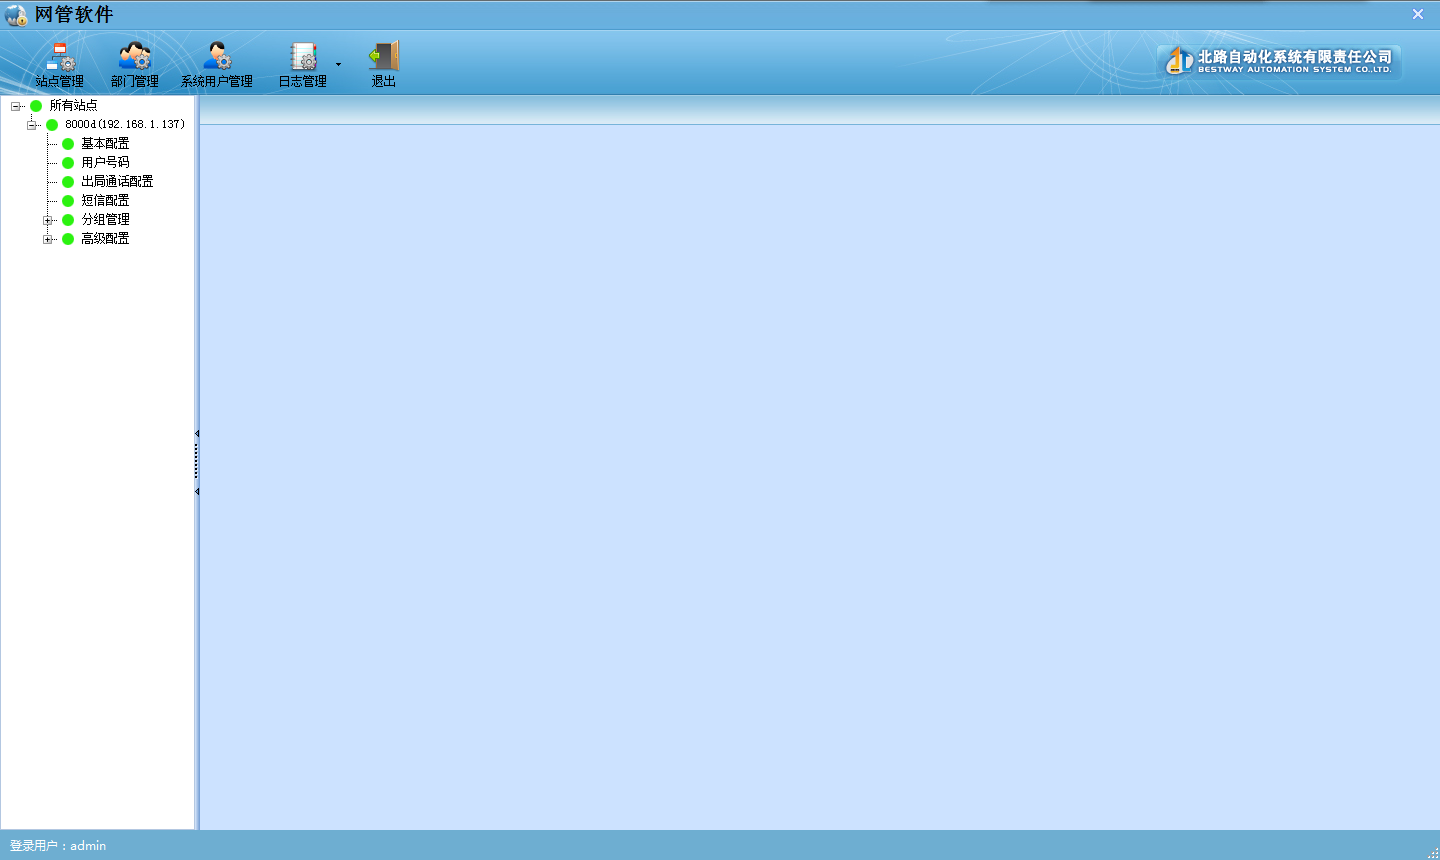 网管软件
站点管理 部门管理 系统用户管理 日志管理 退出
北路自动化系统有限责任公司
BESTWAY AUTOMATION SYSTEM CO.,LTD.
所有站点
8000d(192.168.1.137)
基本配置
用户号码
出局通话配置
短信配置
分组管理
高级配置
登录用户：admin